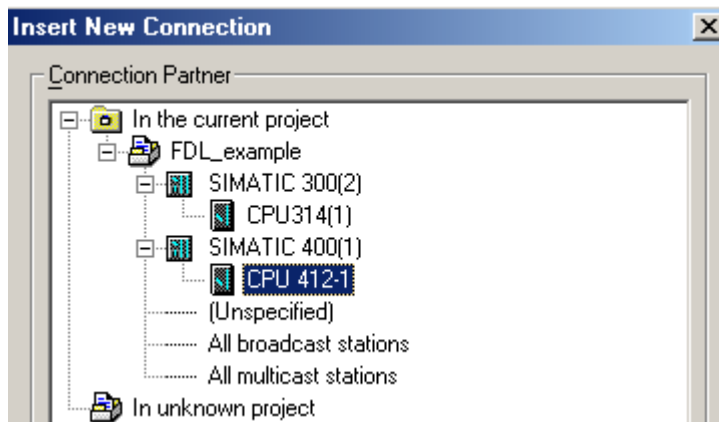 Insert New Connection
Connection Partner
In the current project
FDL_example
SIMATIC 300(2)
CPU314(1)
SIMATIC 400(1)
CPU 412-1
(Unspecified)
All broadcast stations
All multicast stations
In unknown project